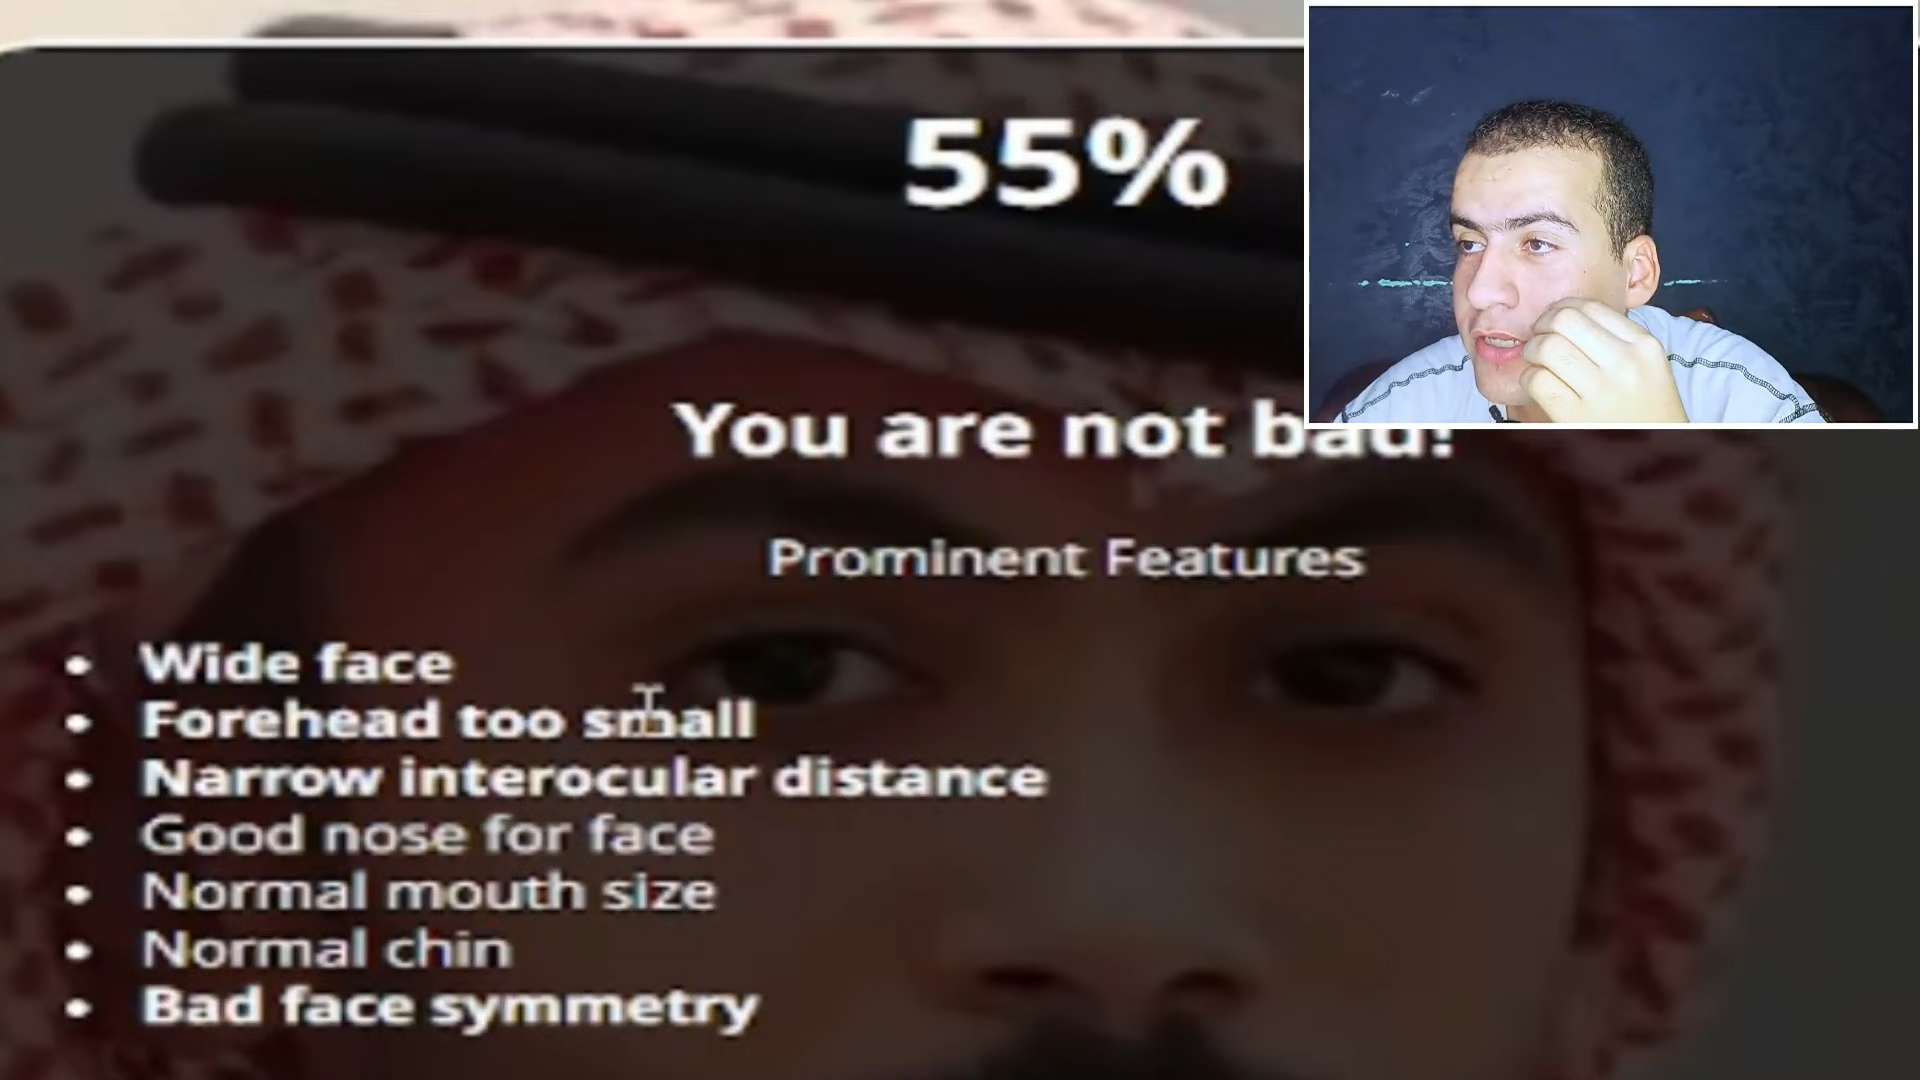 55%
You are not bad!
Prominent Features
• Wide face
• Forehead too small
• Narrow interocular distance
• Good nose for face
• Normal mouth size
• Normal chin
• Bad face symmetry